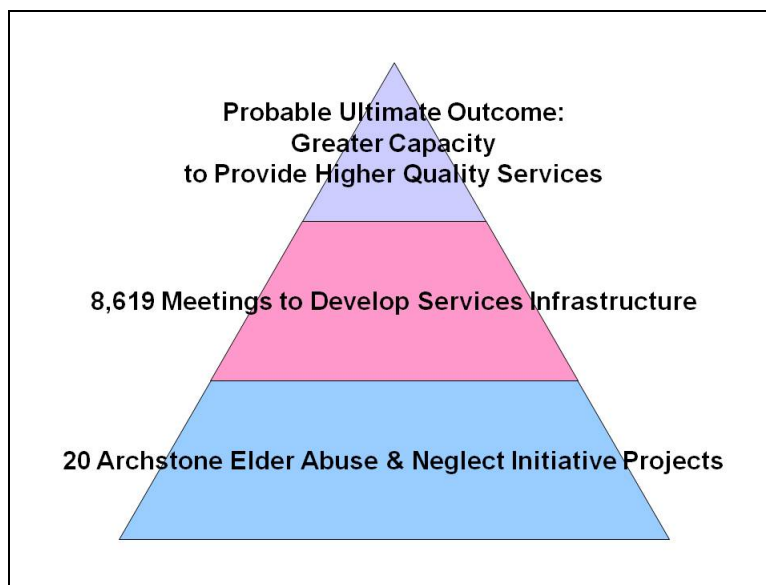 Probable Ultimate Outcome:
Greater Capacity
to Provide Higher Quality Services
8,619 Meetings to Develop Services Infrastructure
20 Archstone Elder Abuse & Neglect Initiative Projects